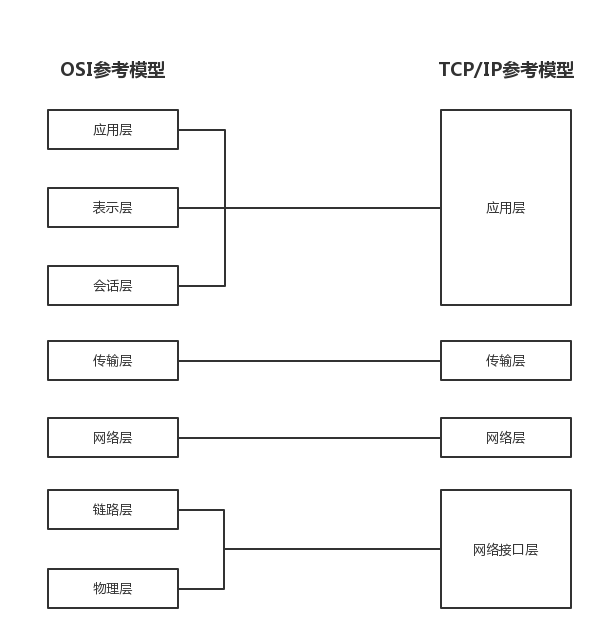 OSI参考模型
TCP/IP参考模型
应用层
表示层
会话层
传输层
网络层
链路层
物理层
应用层
传输层
网络层
网络接口层